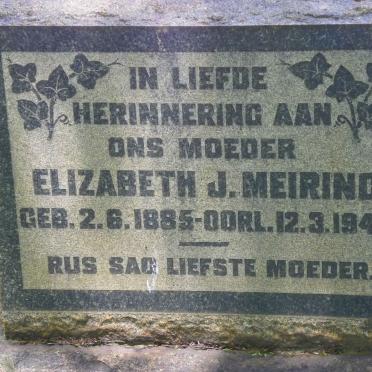 IN LIEFDE
HERINNERING AAN
ONS MOEDER
ELIZABETH J. MEIRING
GEB. 2.6.1885-OORL. 12.3.194
RUS SAG LIEFSTE MOEDER.